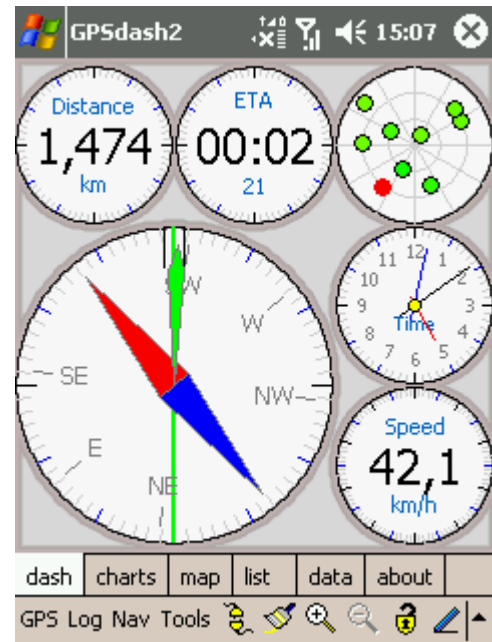 GPSdash2
15:07
Distance
1,474
km
ETA
00:02
21
SW
W
NW
SE
E
NE
12
1
2
3
4
5
6
7
8
9
10
11
Time
Speed
42,1
km/h
dash charts map list data about
GPS Log Nav Tools